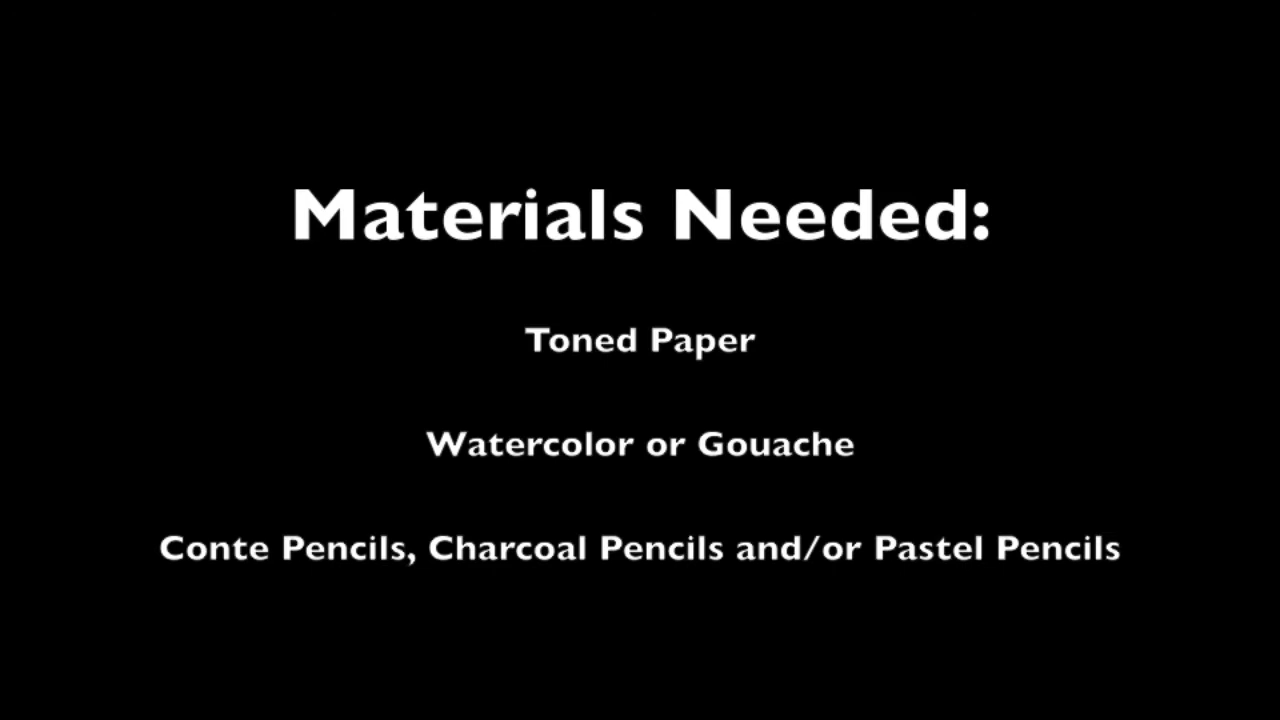 Materials Needed:
Toned Paper
Watercolor or Gouache
Conte Pencils, Charcoal Pencils and/or Pastel Pencils